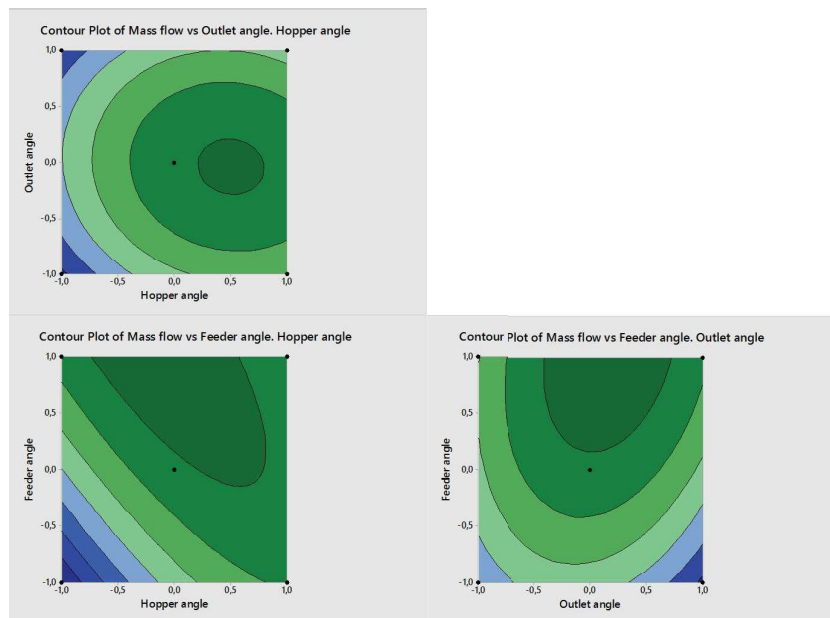 Contour Plot of Mass flow vs Outlet angle. Hopper angle
1,0
0,5
0,0
-0,5
-1,0
Outlet angle
-1,0 -0,5 0,0 0,5 1,0
Hopper angle
Contour Plot of Mass flow vs Feeder angle. Hopper angle
1,0
0,5
0,0
-0,5
-1,0
Feeder angle
-1,0 -0,5 0,0 0,5 1,0
Hopper angle
Contour Plot of Mass flow vs Feeder angle. Outlet angle
1,0
0,5
0,0
-0,5
-1,0
Feeder angle
-1,0 -0,5 0,0 0,5 1,0
Outlet angle